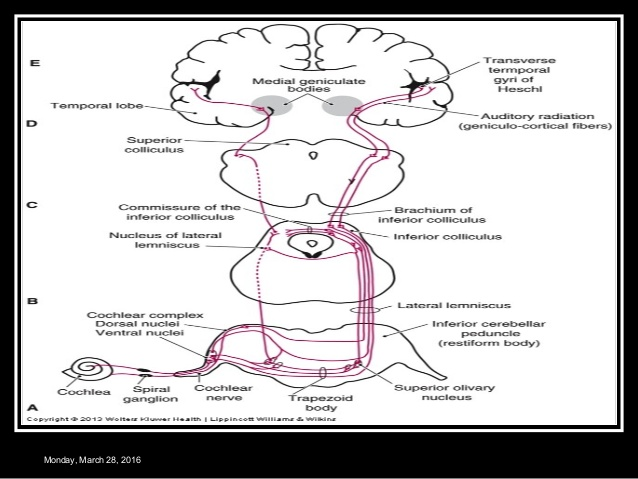 E
Transverse
termporal
gyri of
Heschl
Medial geniculate
bodies
Temporal lobe
Auditory radiation
(geniculo-cortical fibers)
D
Superior
colliculus
C
Commissure of the
inferior colliculus
Brachium of
inferior colliculus
Nucleus of lateral
lemniscus
Inferior colliculus
B
Lateral lemniscus
Cochlear complex
Dorsal nuclei
Ventral nuclei
Inferior cerebellar
peduncle
(restiform body)
Cochlea
Spiral
ganglion
Cochlear
nerve
Trapezoid
body
Superior olivary
nucleus
A
Copyright © 2013 Wolters Kluwer Health | Lippincott Williams & Wilkins
Monday, March 28, 2016